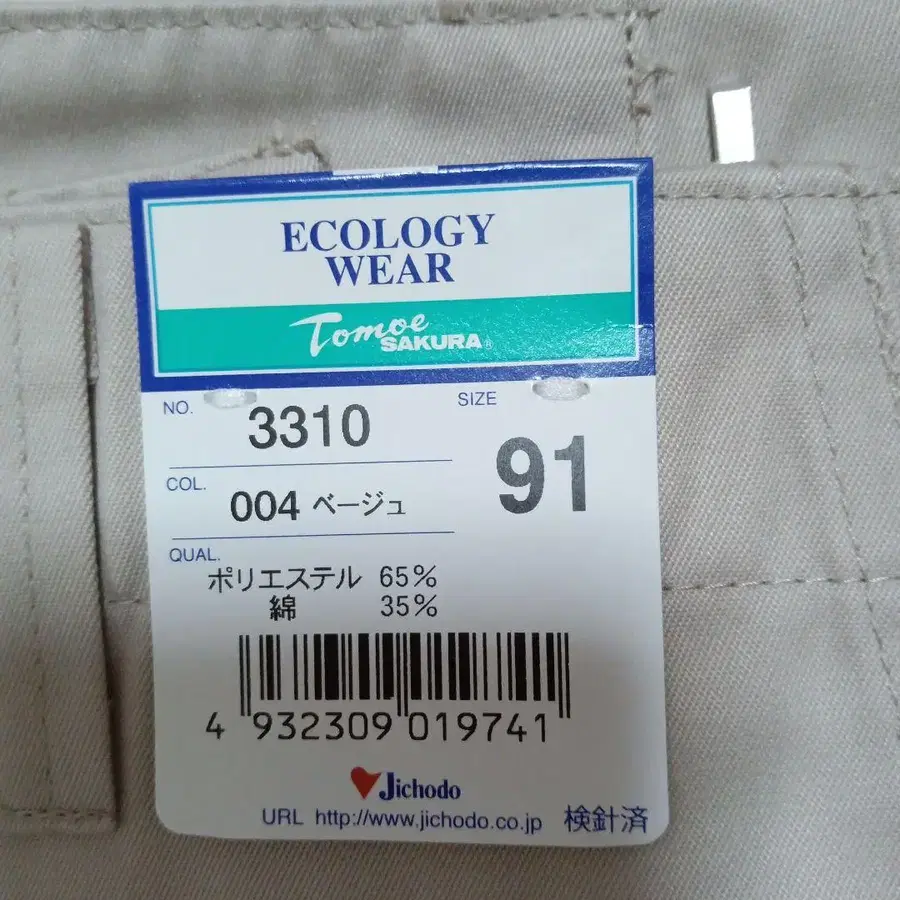 ECOLOGY
WEAR
Tomoe
SAKURA®
NO. 3310
SIZE 91
COL. 004 ベージュ
QUAL.
ポリエステル 65%
綿 35%
4 932309 019741
Jichodo
URL http://www.jichodo.co.jp 検針済